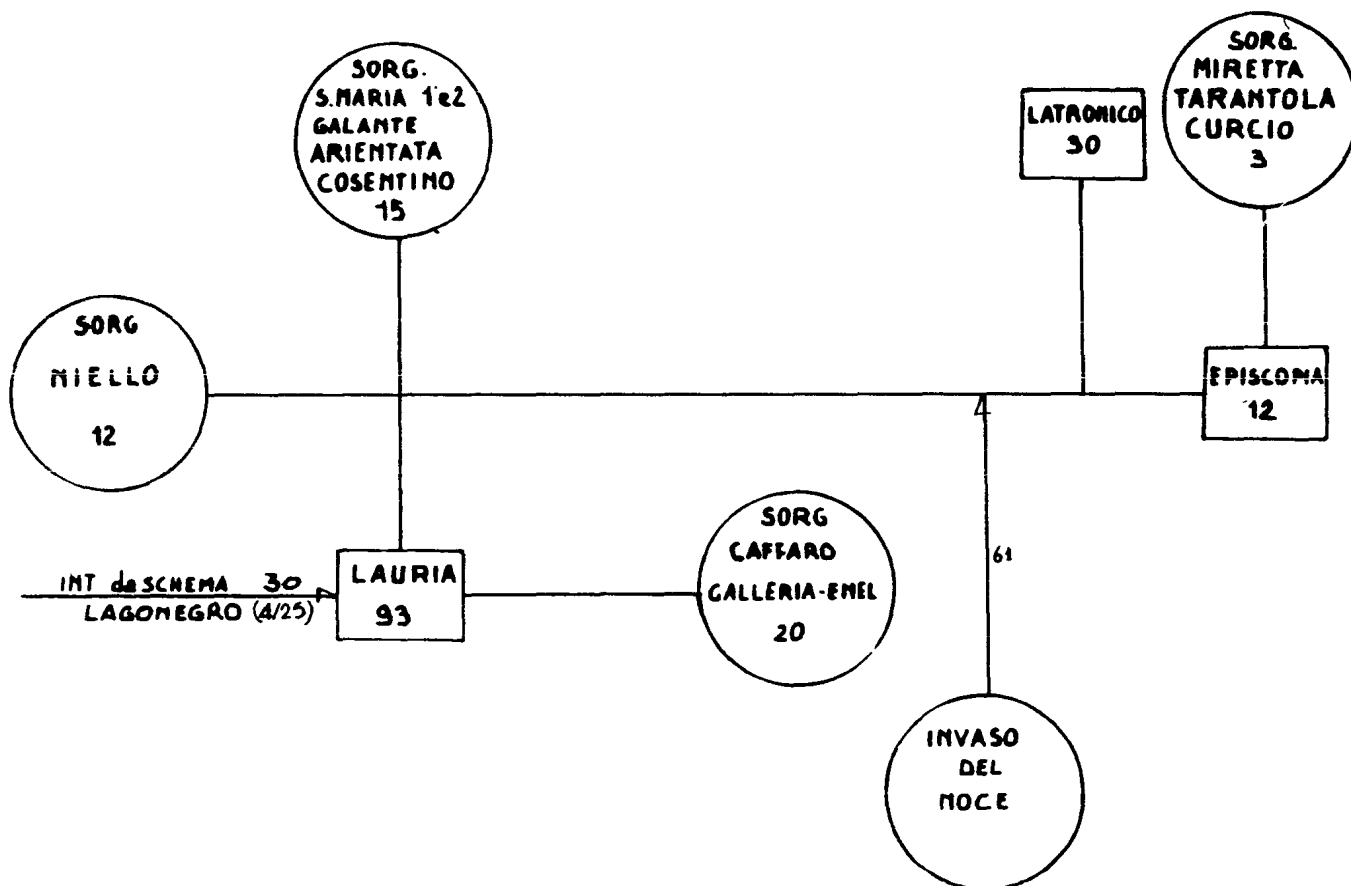 SORG.
S.MARIA 1e2
GALANTE
ARIENTATA
COSENTINO
15
LATRONICO
30
SORG.
MIRETTA
TARANTOLA
CURCIO
3
SORG
NIELLO
12
EPISCOPIA
12
INT da SCHEMA 30
LAGONEGRO (4/25)
LAURIA
93
SORG
CAFFARO
GALLERIA-ENEL
20
61
INVASO
DEL
NOCE